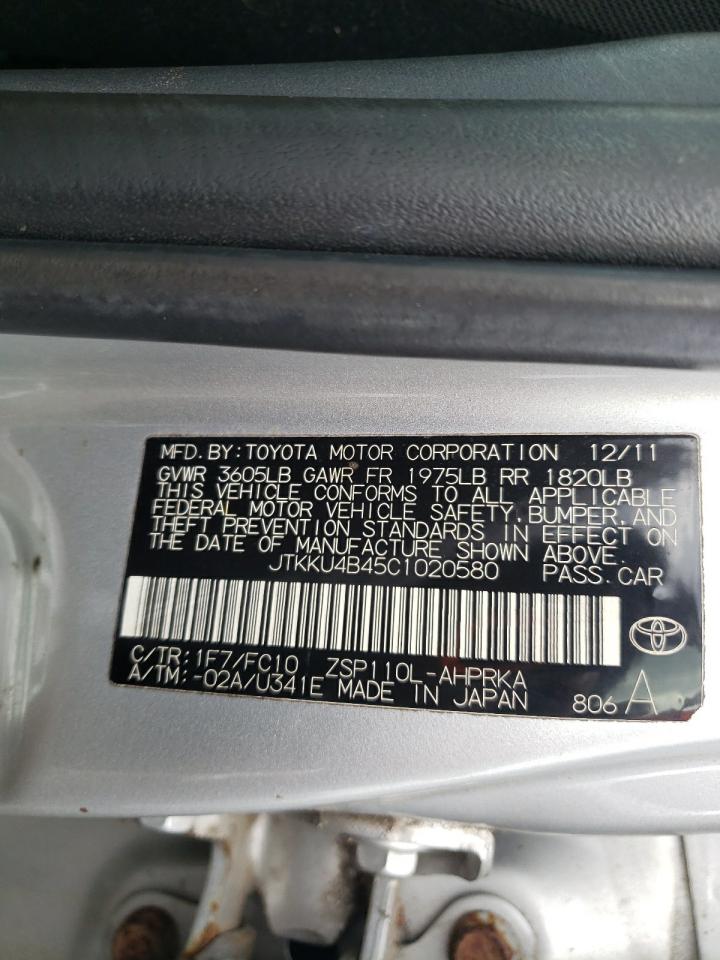 MFD. BY: TOYOTA MOTOR CORPORATION 12/11
GVWR 3605LB GAWR FR 1975LB RR 1820LB
THIS VEHICLE CONFORMS TO ALL APPLICABLE
FEDERAL MOTOR VEHICLE SAFETY, BUMPER, AND
THEFT PREVENTION STANDARDS IN EFFECT ON
THE DATE OF MANUFACTURE SHOWN ABOVE.
JTKKU4B45C1020580 PASS. CAR
C/TR: 1F7/FC10 ZSP110L-AHPRKA
A/TM: -02A/U341E MADE IN JAPAN 806 A